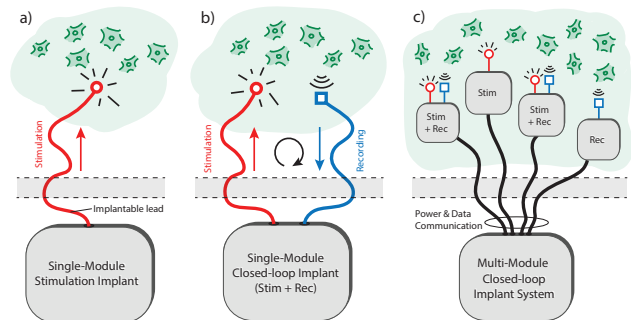 a)
Stimulation
Implantable lead
Single-Module
Stimulation Implant
b)
Stimulation
Recording
Single-Module
Closed-loop Implant
(Stim + Rec)
c)
Stim
+ Rec
Stim
Stim
+ Rec
Rec
Power & Data
Communication
Multi-Module
Closed-loop
Implant System